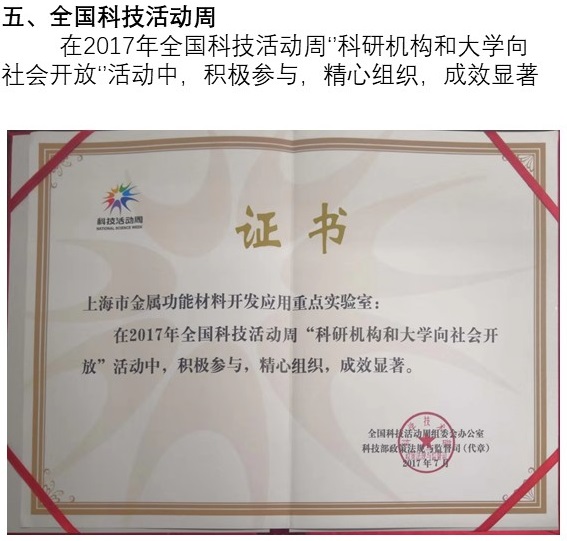 五、全国科技活动周
在2017年全国科技活动周‘’科研机构和大学向
社会开放‘’活动中，积极参与，精心组织，成效显著
科技活动周
NATIONAL SCIENCE WEEK
证书
上海市金属功能材料开发应用重点实验室：
在2017年全国科技活动周“科研机构和大学向社会开
放”活动中，积极参与，精心组织，成效显著。
全国科技活动周组委会办公室
科技部政策法规与监督司（代章）
2017年7月